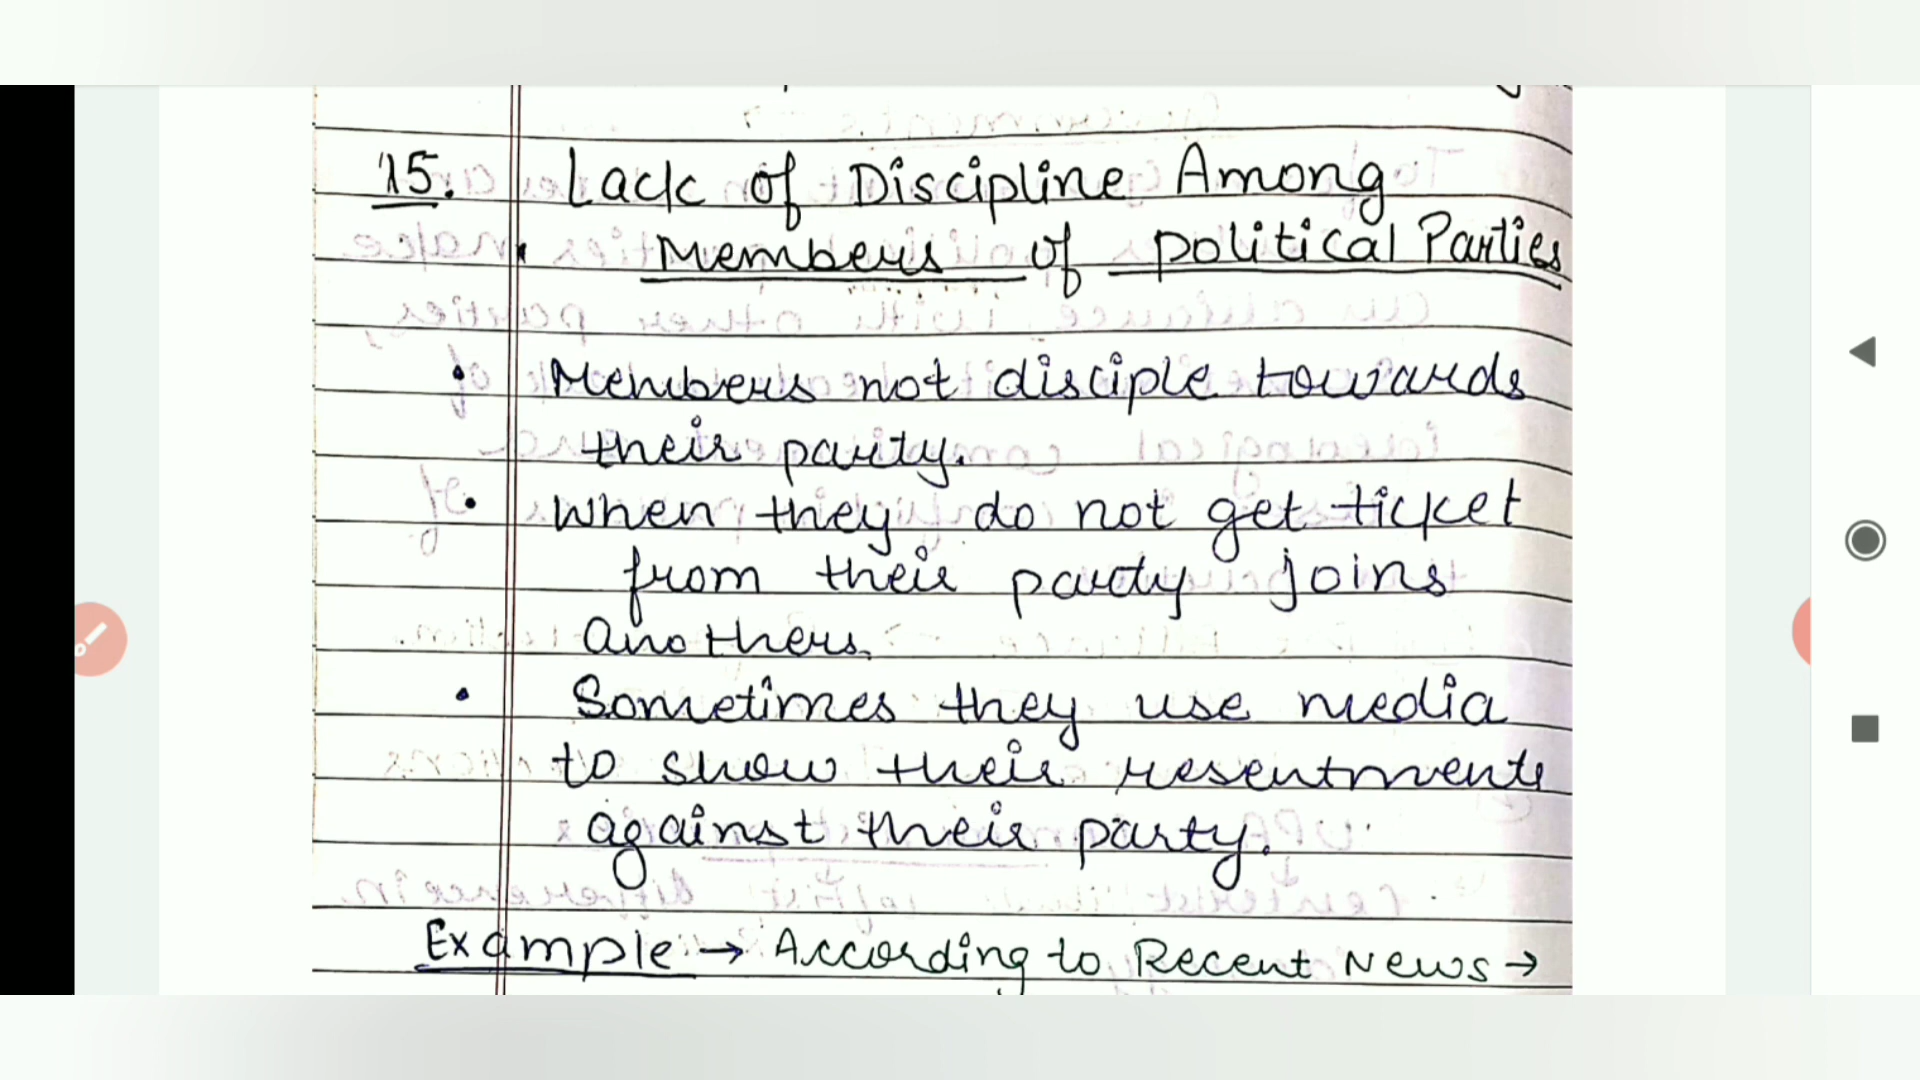 15. Lack of Discipline Among
Members of political Parties
• Members not disciple towards
their party.
• When they do not get ticket
from their party joins
anothers.
• Sometimes they use media
to show their resentments
against their party.
Example → According to Recent News →